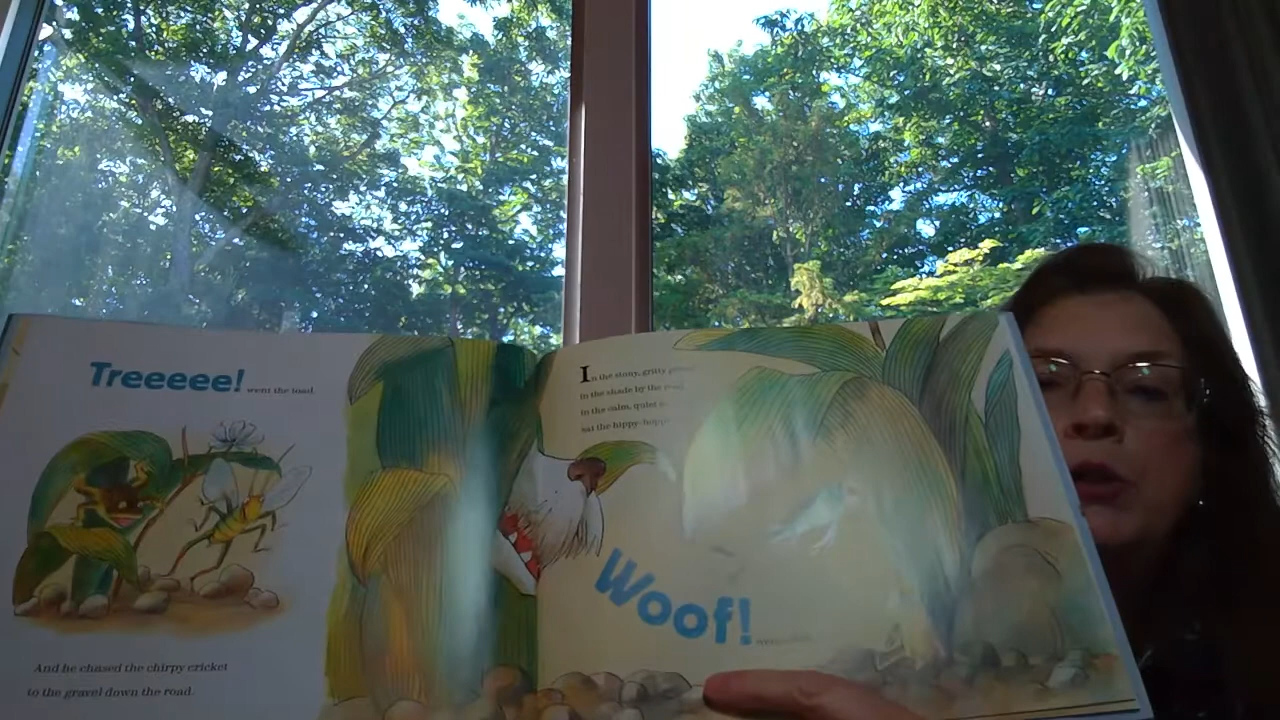 Treeeee! went the toad.
And he chased the chirpy cricket
to the gravel down the road.
In the stony, gritty
in the shade by the
in the calm, quiet
sat the hippy-hoppy
Woof!